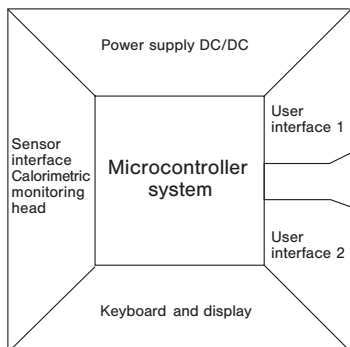 Power supply DC/DC
User
interface 1
Sensor
interface
Calorimetric
monitoring
head
Microcontroller
system
User
interface 2
Keyboard and display